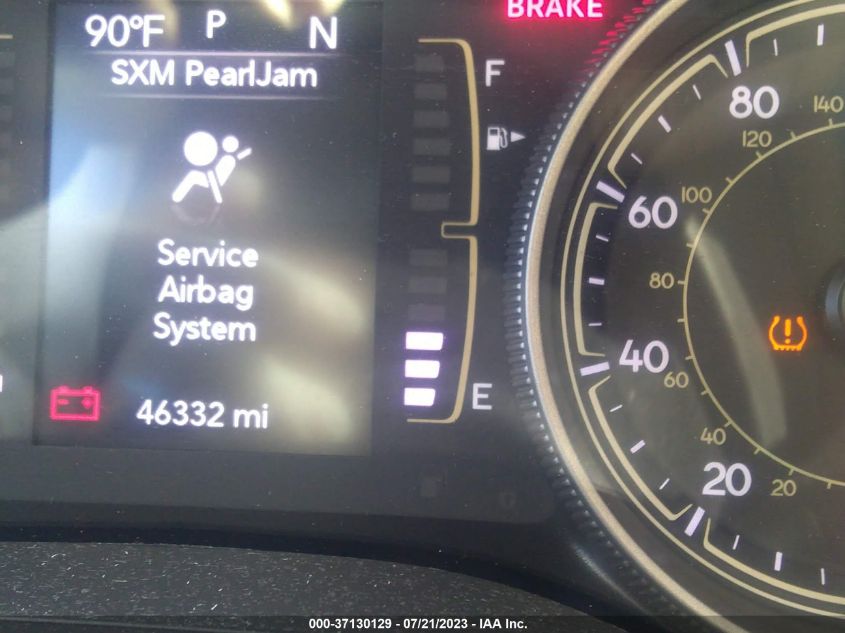 BRAKE
90°F P N
SXM PearlJam
F
80
140
120
100
60
Service
Airbag
System
80
40
60
E
46332 mi
40
20
20
000-37130129 - 07/21/2023 - IAA Inc.